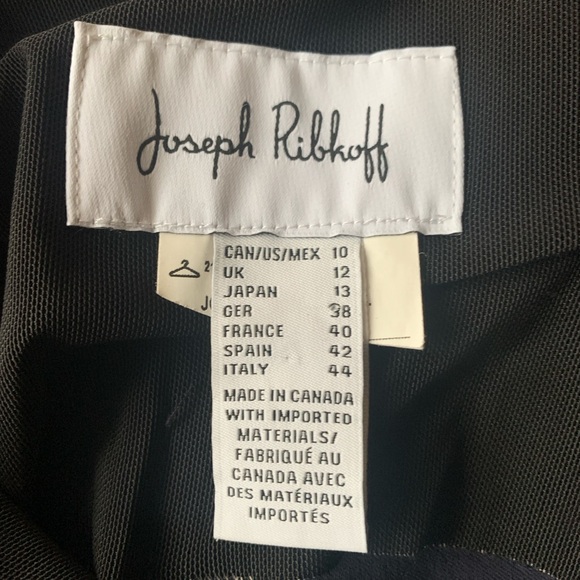 Joseph Ribkoff
CAN/US/MEX 10
UK 12
JAPAN 13
GER 38
FRANCE 40
SPAIN 42
ITALY 44
MADE IN CANADA
WITH IMPORTED
MATERIALS/
FABRIQUÉ AU
CANADA AVEC
DES MATÉRIAUX
IMPORTÉS